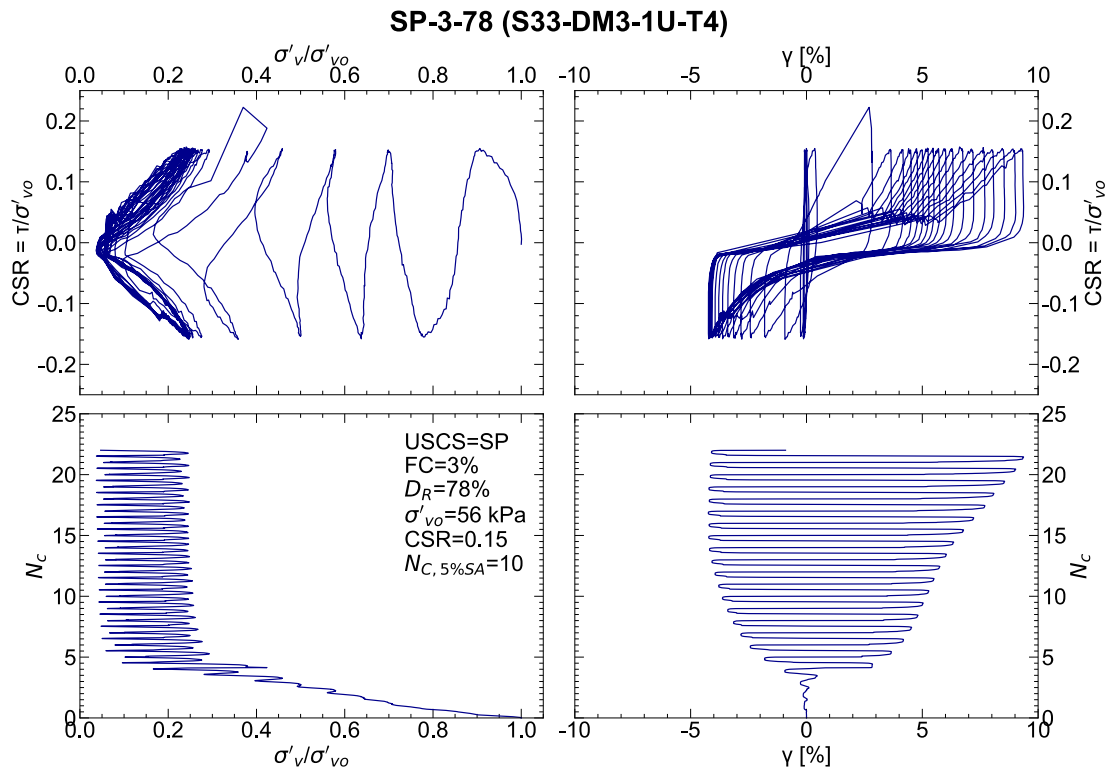 SP-3-78 (S33-DM3-1U-T4)
σ′v/σ′vo
γ [%]
0.0 0.2 0.4 0.6 0.8 1.0
-10 -5 0 5 10
0.2
0.1
0.0
-0.1
-0.2
CSR = τ/σ′vo
0.2
0.1
0.0
-0.1
-0.2
CSR = τ/σ′vo
25
20
15
10
5
0
Nc
USCS=SP
FC=3%
DR=78%
σ′vo=56 kPa
CSR=0.15
NC, 5%SA=10
25
20
15
10
5
0
Nc
0.0 0.2 0.4 0.6 0.8 1.0
-10 -5 0 5 10
σ′v/σ′vo
γ [%]